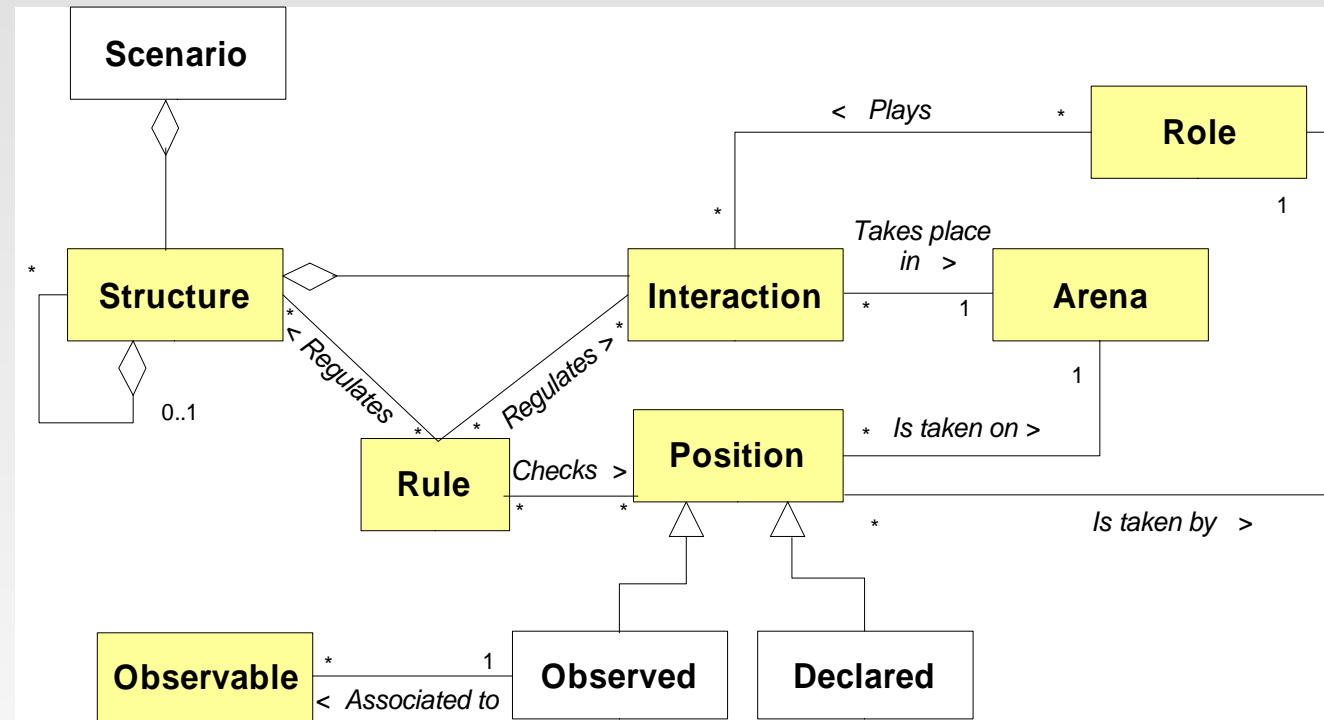 Scenario
< Plays
*
Role
*
1
Takes place
in >
*
Structure
Interaction
Arena
*
1
*
*
< Regulates
Regulates >
1
0..1
*
*
Position
* Is taken on >
Rule
Checks >
*
*
*
Is taken by >
Observable
*
1
Observed
Declared
< Associated to